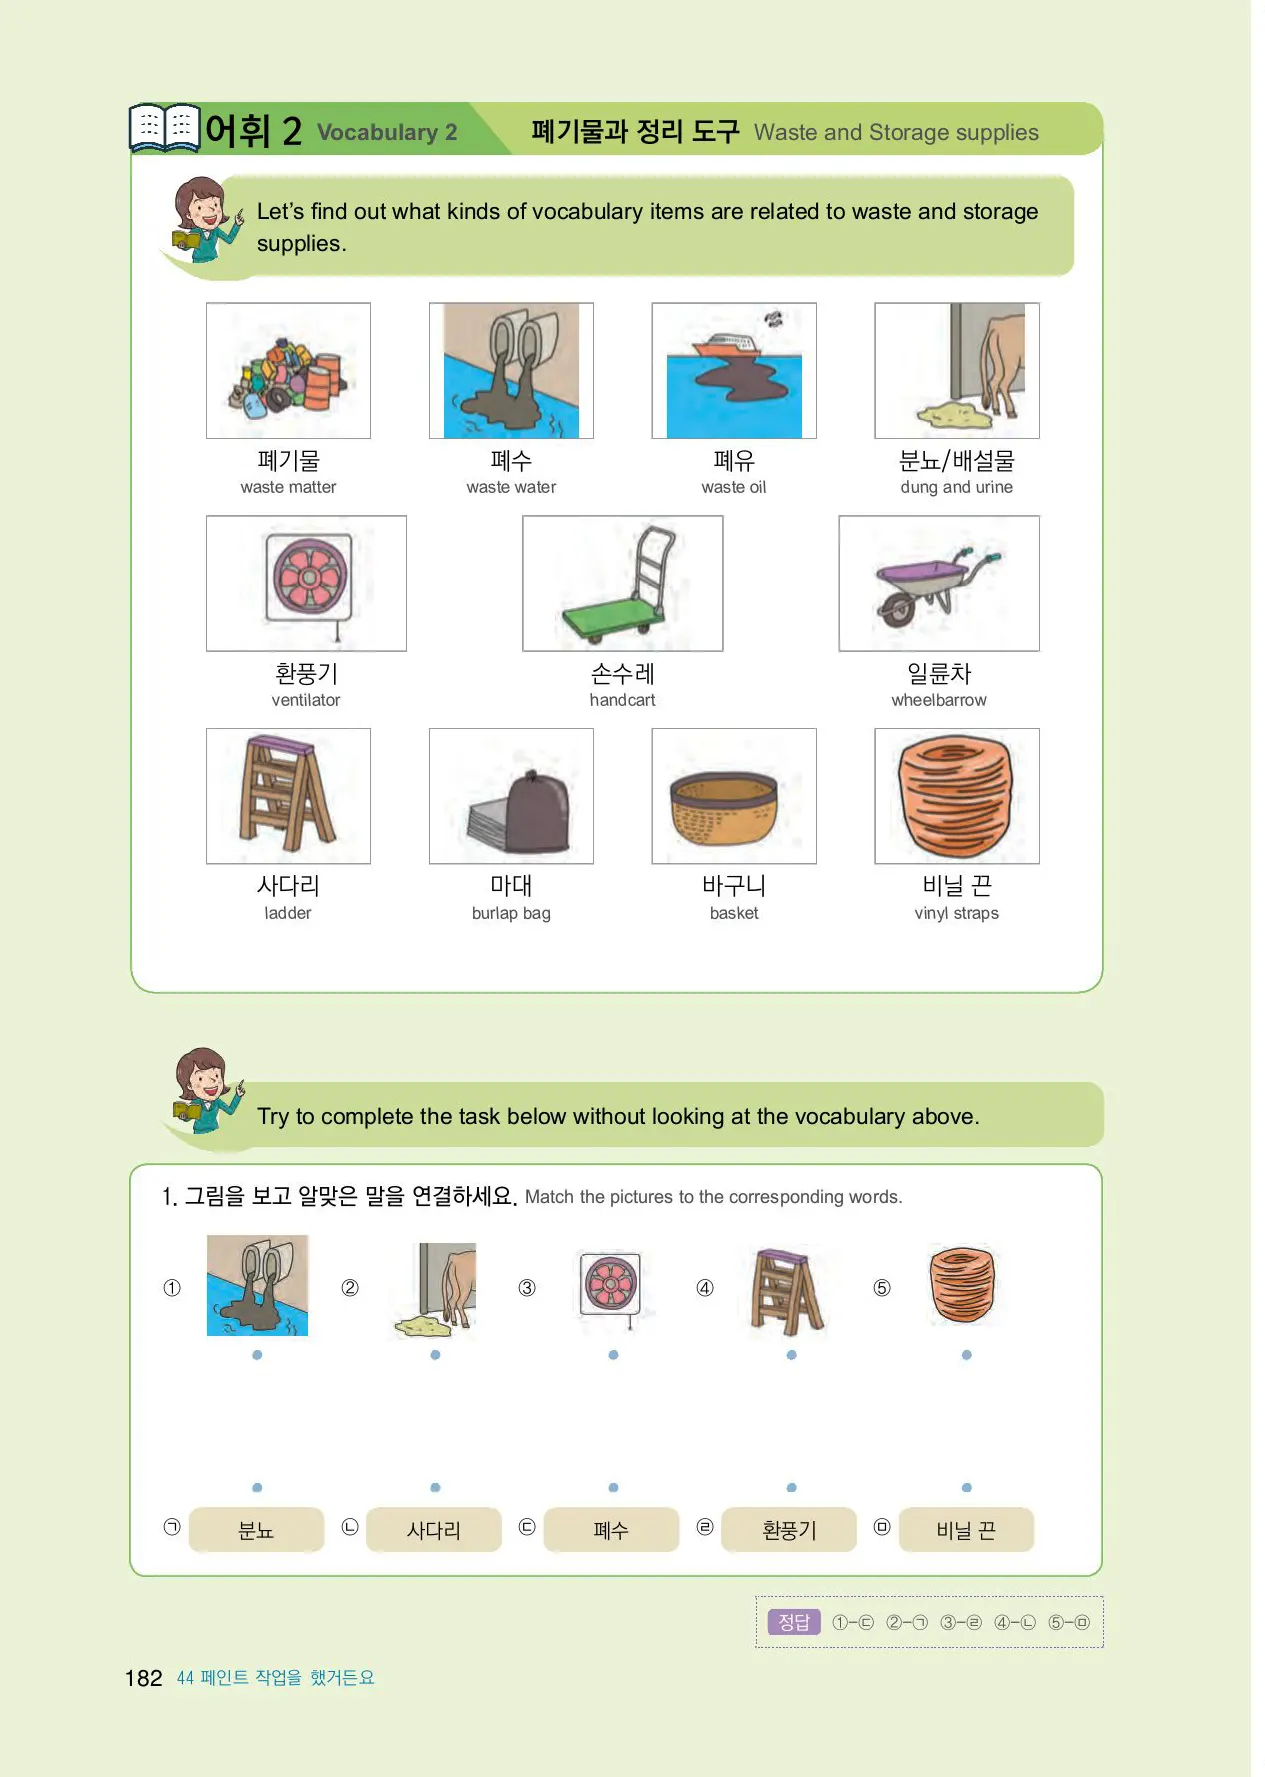 어휘 2 Vocabulary 2 폐기물과 정리 도구 Waste and Storage supplies
Let's find out what kinds of vocabulary items are related to waste and storage
supplies.
폐기물 폐수 폐유 분뇨/배설물
waste matter waste water waste oil dung and urine
환풍기 손수레 일륜차
ventilator handcart wheelbarrow
사다리 마대 바구니 비닐 끈
ladder burlap bag basket vinyl straps
Try to complete the task below without looking at the vocabulary above.
1. 그림을 보고 알맞은 말을 연결하세요. Match the pictures to the corresponding words.
① ② ③ ④ ⑤
㉠ 분뇨 ㉡ 사다리 ㉢ 폐수 ㉣ 환풍기 ㉤ 비닐 끈
정답 ①-㉢ ②-㉠ ③-㉣ ④-㉡ ⑤-㉤
182 44 페인트 작업을 했거든요